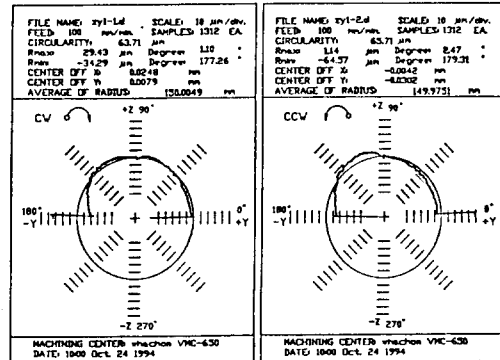 FILE NAME: zyl-1.d SCALE: 10 µm/div.
FEED: 100 mm/min. SAMPLES: 1312 EA.
CIRCULARITY: 63.71 µm
Rmax: 29.43 µm Degree: 1.10 °
Rmin: -34.29 µm Degree: 177.26 °
CENTER OFF X: 0.0248 mm
CENTER OFF Y: 0.0079 mm
AVERAGE OF RADIUS: 150.0049 mm
+Z 90°
CW
180°
-Y
0°
+Y
-Z 270°
MACHINING CENTER: whachon VMC-650
DATE: 10:00 Oct. 24 1994
FILE NAME: zyl-2.d SCALE: 10 µm/div.
FEED: 100 mm/min. SAMPLES: 1312 EA.
CIRCULARITY: 65.71 µm
Rmax: 1.14 µm Degree: 2.47 °
Rmin: -64.57 µm Degree: 179.31 °
CENTER OFF X: -0.0042 mm
CENTER OFF Y: -0.0302 mm
AVERAGE OF RADIUS: 149.9751 mm
+Z 90°
CCW
180°
-Y
0°
+Y
-Z 270°
MACHINING CENTER: whachon VMC-650
DATE: 10:00 Oct. 24 1994